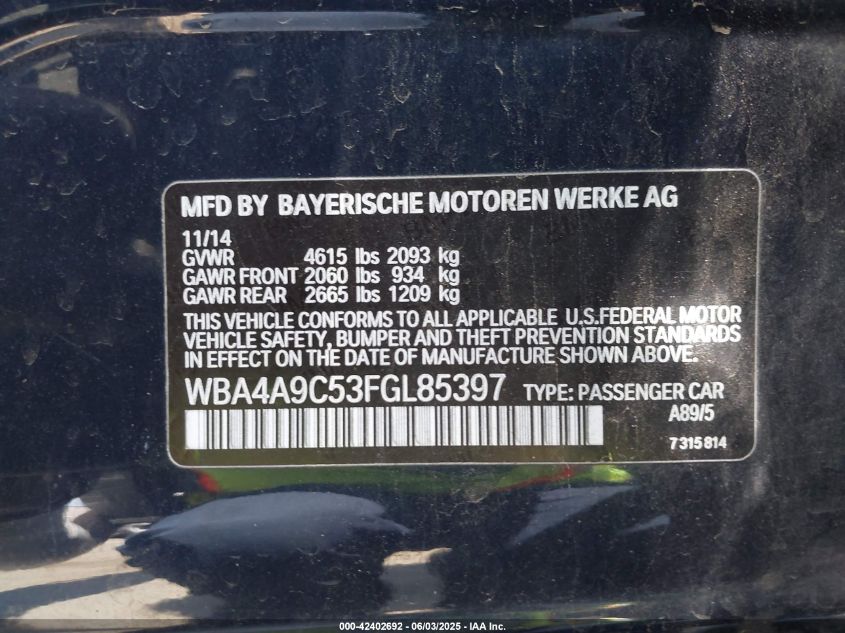 MFD BY BAYERISCHE MOTOREN WERKE AG
11/14
GVWR 4615 lbs 2093 kg
GAWR FRONT 2060 lbs 934 kg
GAWR REAR 2665 lbs 1209 kg
THIS VEHICLE CONFORMS TO ALL APPLICABLE U.S.FEDERAL MOTOR
VEHICLE SAFETY, BUMPER AND THEFT PREVENTION STANDARDS
IN EFFECT ON THE DATE OF MANUFACTURE SHOWN ABOVE.
WBA4A9C53FGL85397 TYPE: PASSENGER CAR
A89/5
7315814
000-42402692 - 06/03/2025 - IAA Inc.